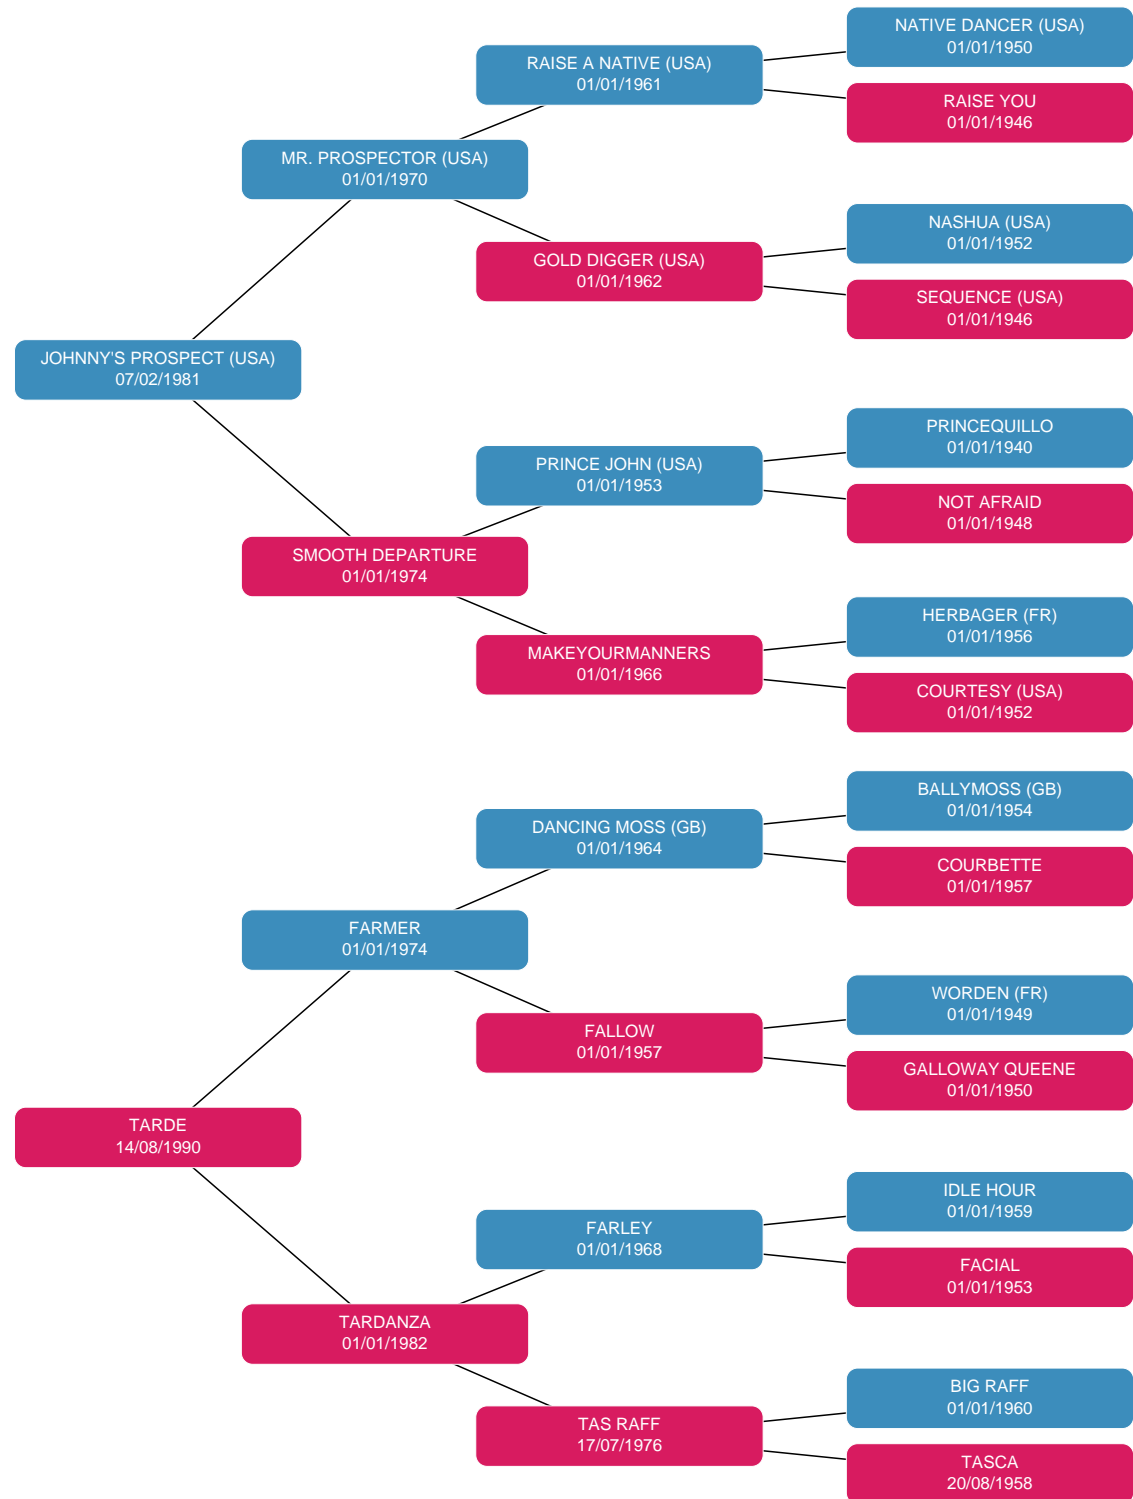 NATIVE DANCER (USA)
01/01/1950
RAISE A NATIVE (USA)
01/01/1961
RAISE YOU
01/01/1946
MR. PROSPECTOR (USA)
01/01/1970
NASHUA (USA)
01/01/1952
GOLD DIGGER (USA)
01/01/1962
SEQUENCE (USA)
01/01/1946
JOHNNY'S PROSPECT (USA)
07/02/1981
PRINCEQUILLO
01/01/1940
PRINCE JOHN (USA)
01/01/1953
NOT AFRAID
01/01/1948
SMOOTH DEPARTURE
01/01/1974
HERBAGER (FR)
01/01/1956
MAKEYOURMANNERS
01/01/1966
COURTESY (USA)
01/01/1952
BALLYMOSS (GB)
01/01/1954
DANCING MOSS (GB)
01/01/1964
COURBETTE
01/01/1957
FARMER
01/01/1974
WORDEN (FR)
01/01/1949
FALLOW
01/01/1957
GALLOWAY QUEENE
01/01/1950
TARDE
14/08/1990
IDLE HOUR
01/01/1959
FARLEY
01/01/1968
FACIAL
01/01/1953
TARDANZA
01/01/1982
BIG RAFF
01/01/1960
TAS RAFF
17/07/1976
TASCA
20/08/1958